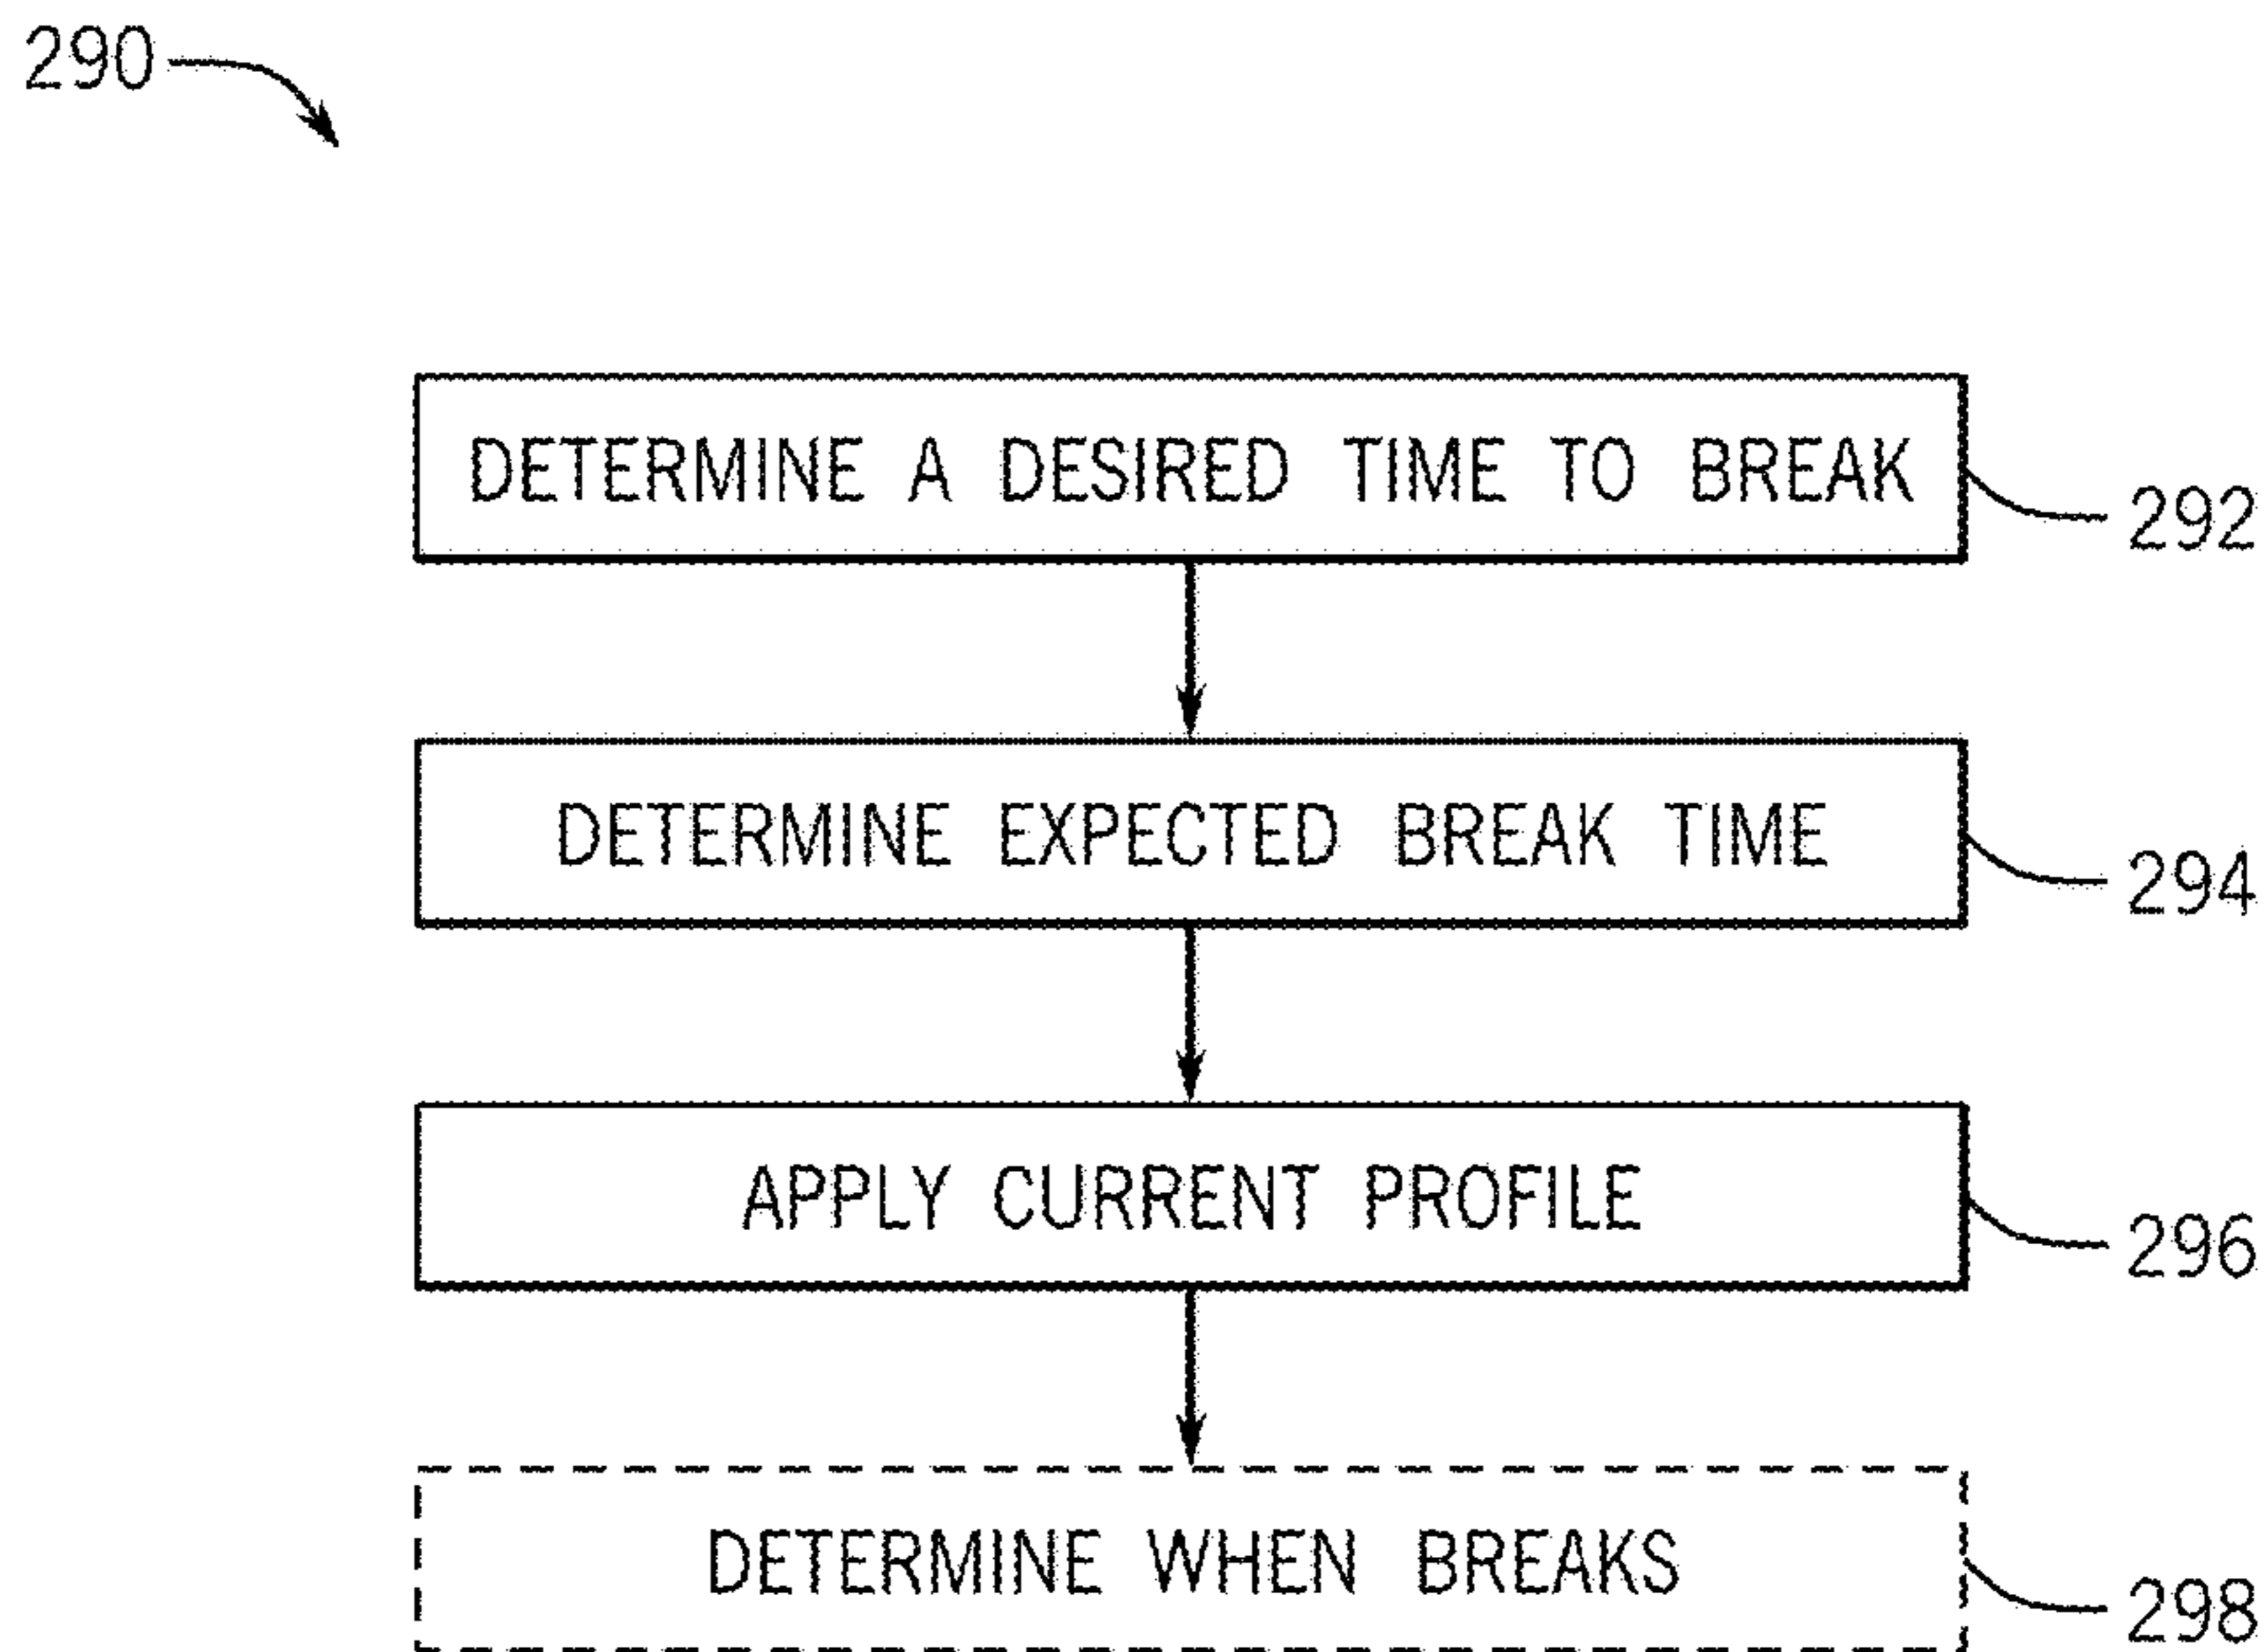 290
DETERMINE A DESIRED TIME TO BREAK
292
DETERMINE EXPECTED BREAK TIME
294
APPLY CURRENT PROFILE
296
DETERMINE WHEN BREAKS
298